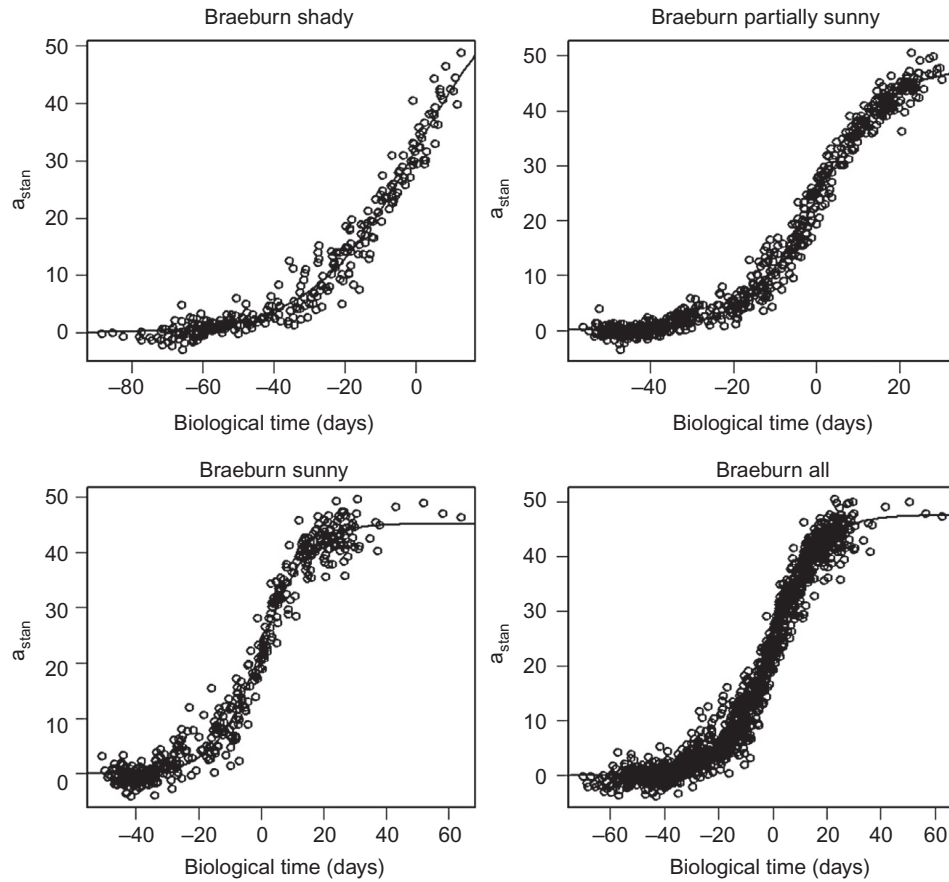 Braeburn shady
50
40
30
20
10
0
a_stan
–80 –60 –40 –20 0
Biological time (days)
Braeburn partially sunny
50
40
30
20
10
0
a_stan
–40 –20 0 20
Biological time (days)
Braeburn sunny
50
40
30
20
10
0
a_stan
–40 –20 0 20 40 60
Biological time (days)
Braeburn all
50
40
30
20
10
0
a_stan
–60 –40 –20 0 20 40 60
Biological time (days)